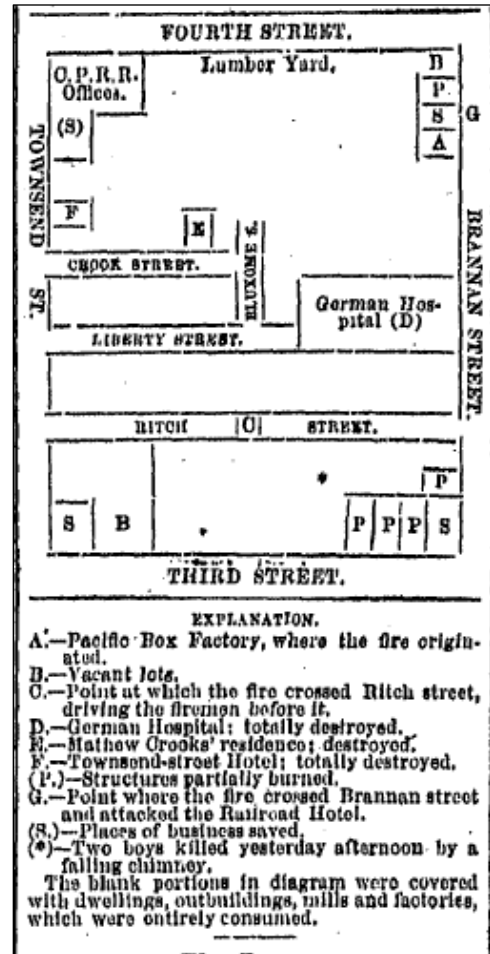 FOURTH STREET.
C.P.R.R.
Offices.
Lumber Yard.
B
P
S
A
G
(S)
TOWNSEND
ST.
F
E
BRANNAN STREET.
CROOK STREET.
BLUXOME S.
German Hos-
pital (D)
LIBERTY STREET.
RITCH |C| STREET.
*
P
S
B
*
P
P
P
S
THIRD STREET.
EXPLANATION.
A.—Pacific Box Factory, where the fire origin-
ated.
B.—Vacant lots.
C.—Point at which the fire crossed Ritch street,
driving the firemen before it.
D.—German Hospital; totally destroyed.
E.—Mathew Crooks' residence; destroyed.
F.—Townsend-street Hotel; totally destroyed.
(P.)—Structures partially burned.
G.—Point where the fire crossed Brannan street
and attacked the Railroad Hotel.
(S.)—Places of business saved.
(*)—Two boys killed yesterday afternoon by a
falling chimney.
The blank portions in diagram were covered
with dwellings, outbuildings, mills and factories,
which were entirely consumed.